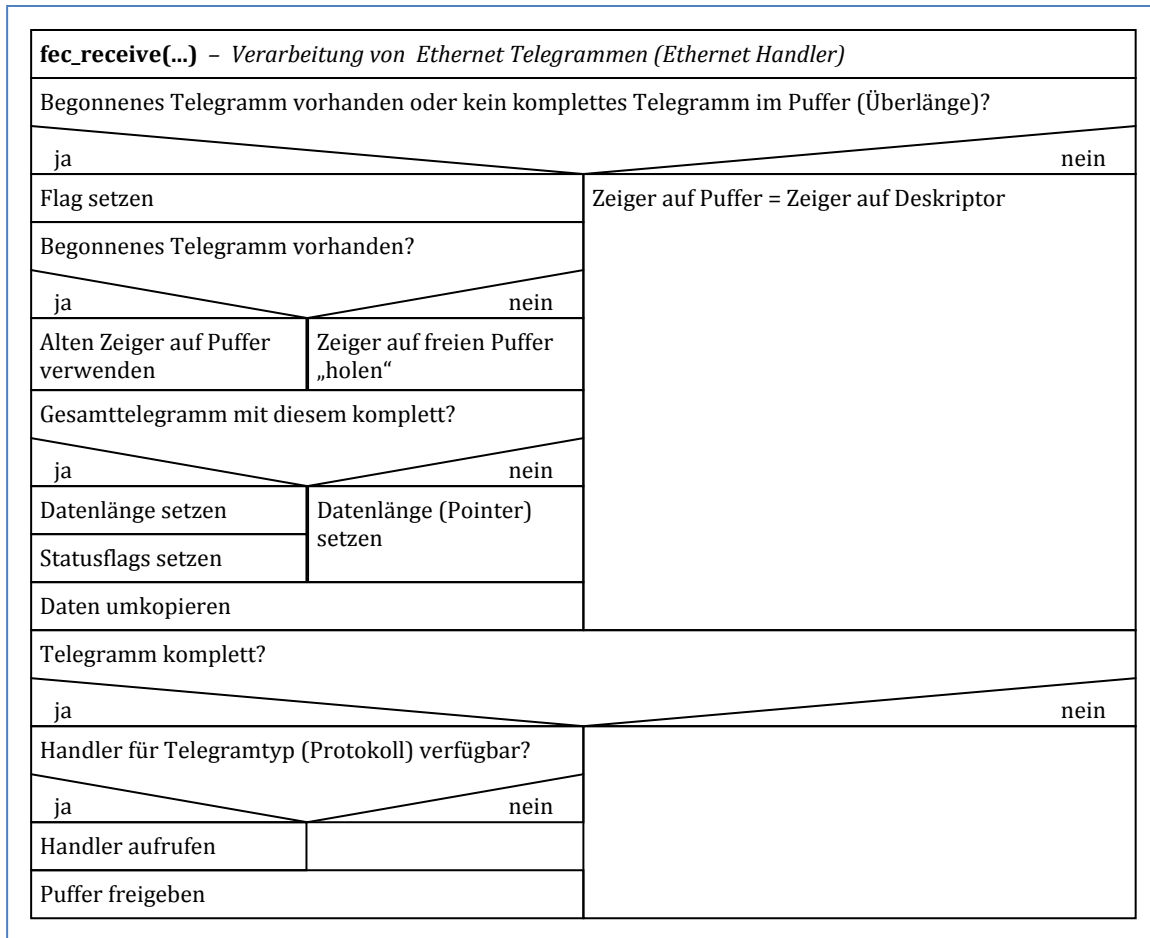 fec_receive(...) – Verarbeitung von Ethernet Telegrammen (Ethernet Handler)
Begonnenes Telegramm vorhanden oder kein komplettes Telegramm im Puffer (Überlänge)?
ja
nein
Flag setzen
Zeiger auf Puffer = Zeiger auf Deskriptor
Begonnenes Telegramm vorhanden?
ja
nein
Alten Zeiger auf Puffer
verwenden
Zeiger auf freien Puffer
„holen“
Gesamttelegramm mit diesem komplett?
ja
nein
Datenlänge setzen
Statusflags setzen
Datenlänge (Pointer)
setzen
Daten umkopieren
Telegramm komplett?
ja
nein
Handler für Telegramtyp (Protokoll) verfügbar?
ja
nein
Handler aufrufen
Puffer freigeben